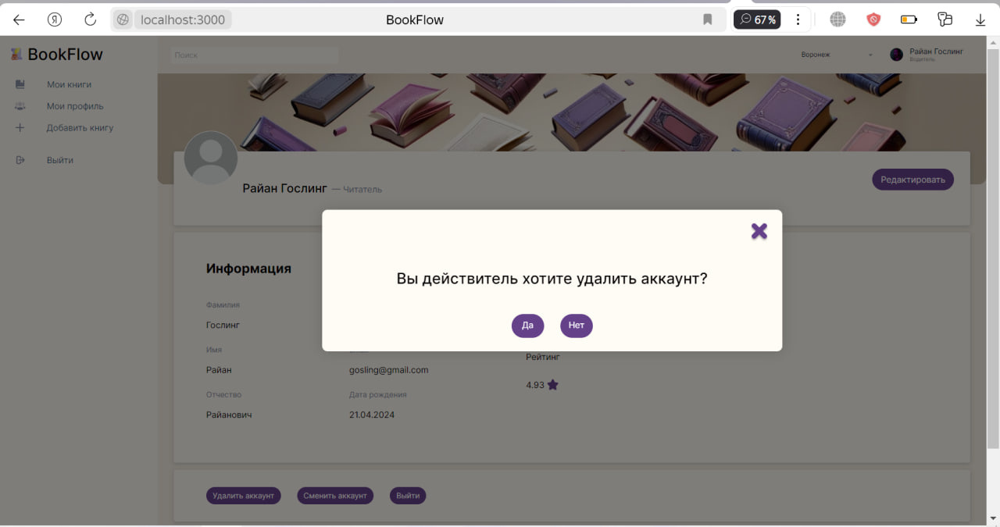 localhost:3000
BookFlow
67 %
BookFlow
Поиск
Воронеж
Райан Гослинг
Водитель
Мои книги
Мои профиль
Добавить книгу
Выйти
Райан Гослинг — Читатель
Редактировать
Вы действитель хотите удалить аккаунт?
Да
Нет
Информация
Фамилия
Гослинг
Имя
Райан
gosling@gmail.com
Рейтинг
4.93
Отчество
Дата рождения
Райанович
21.04.2024
Удалить аккаунт
Сменить аккаунт
Выйти